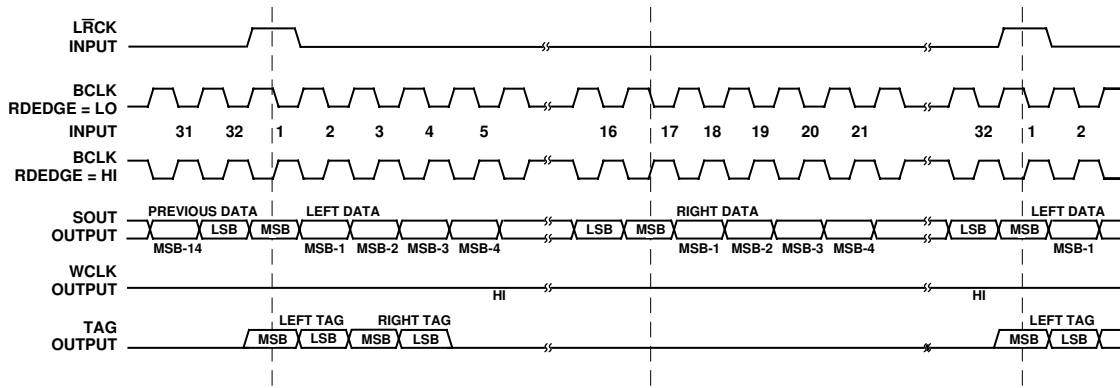 LRCK
INPUT
BCLK
RDEDGE = LO
INPUT 31 32 1 2 3 4 5 16 17 18 19 20 21 32 1 2
BCLK
RDEDGE = HI
SOUT
OUTPUT
PREVIOUS DATA LEFT DATA RIGHT DATA LEFT DATA
LSB MSB LSB MSB LSB MSB
MSB-14 MSB-1 MSB-2 MSB-3 MSB-4 MSB-1 MSB-2 MSB-3 MSB-4 MSB-1
WCLK
OUTPUT
HI HI
TAG
OUTPUT
LEFT TAG RIGHT TAG LEFT TAG
MSB LSB MSB LSB MSB LSB